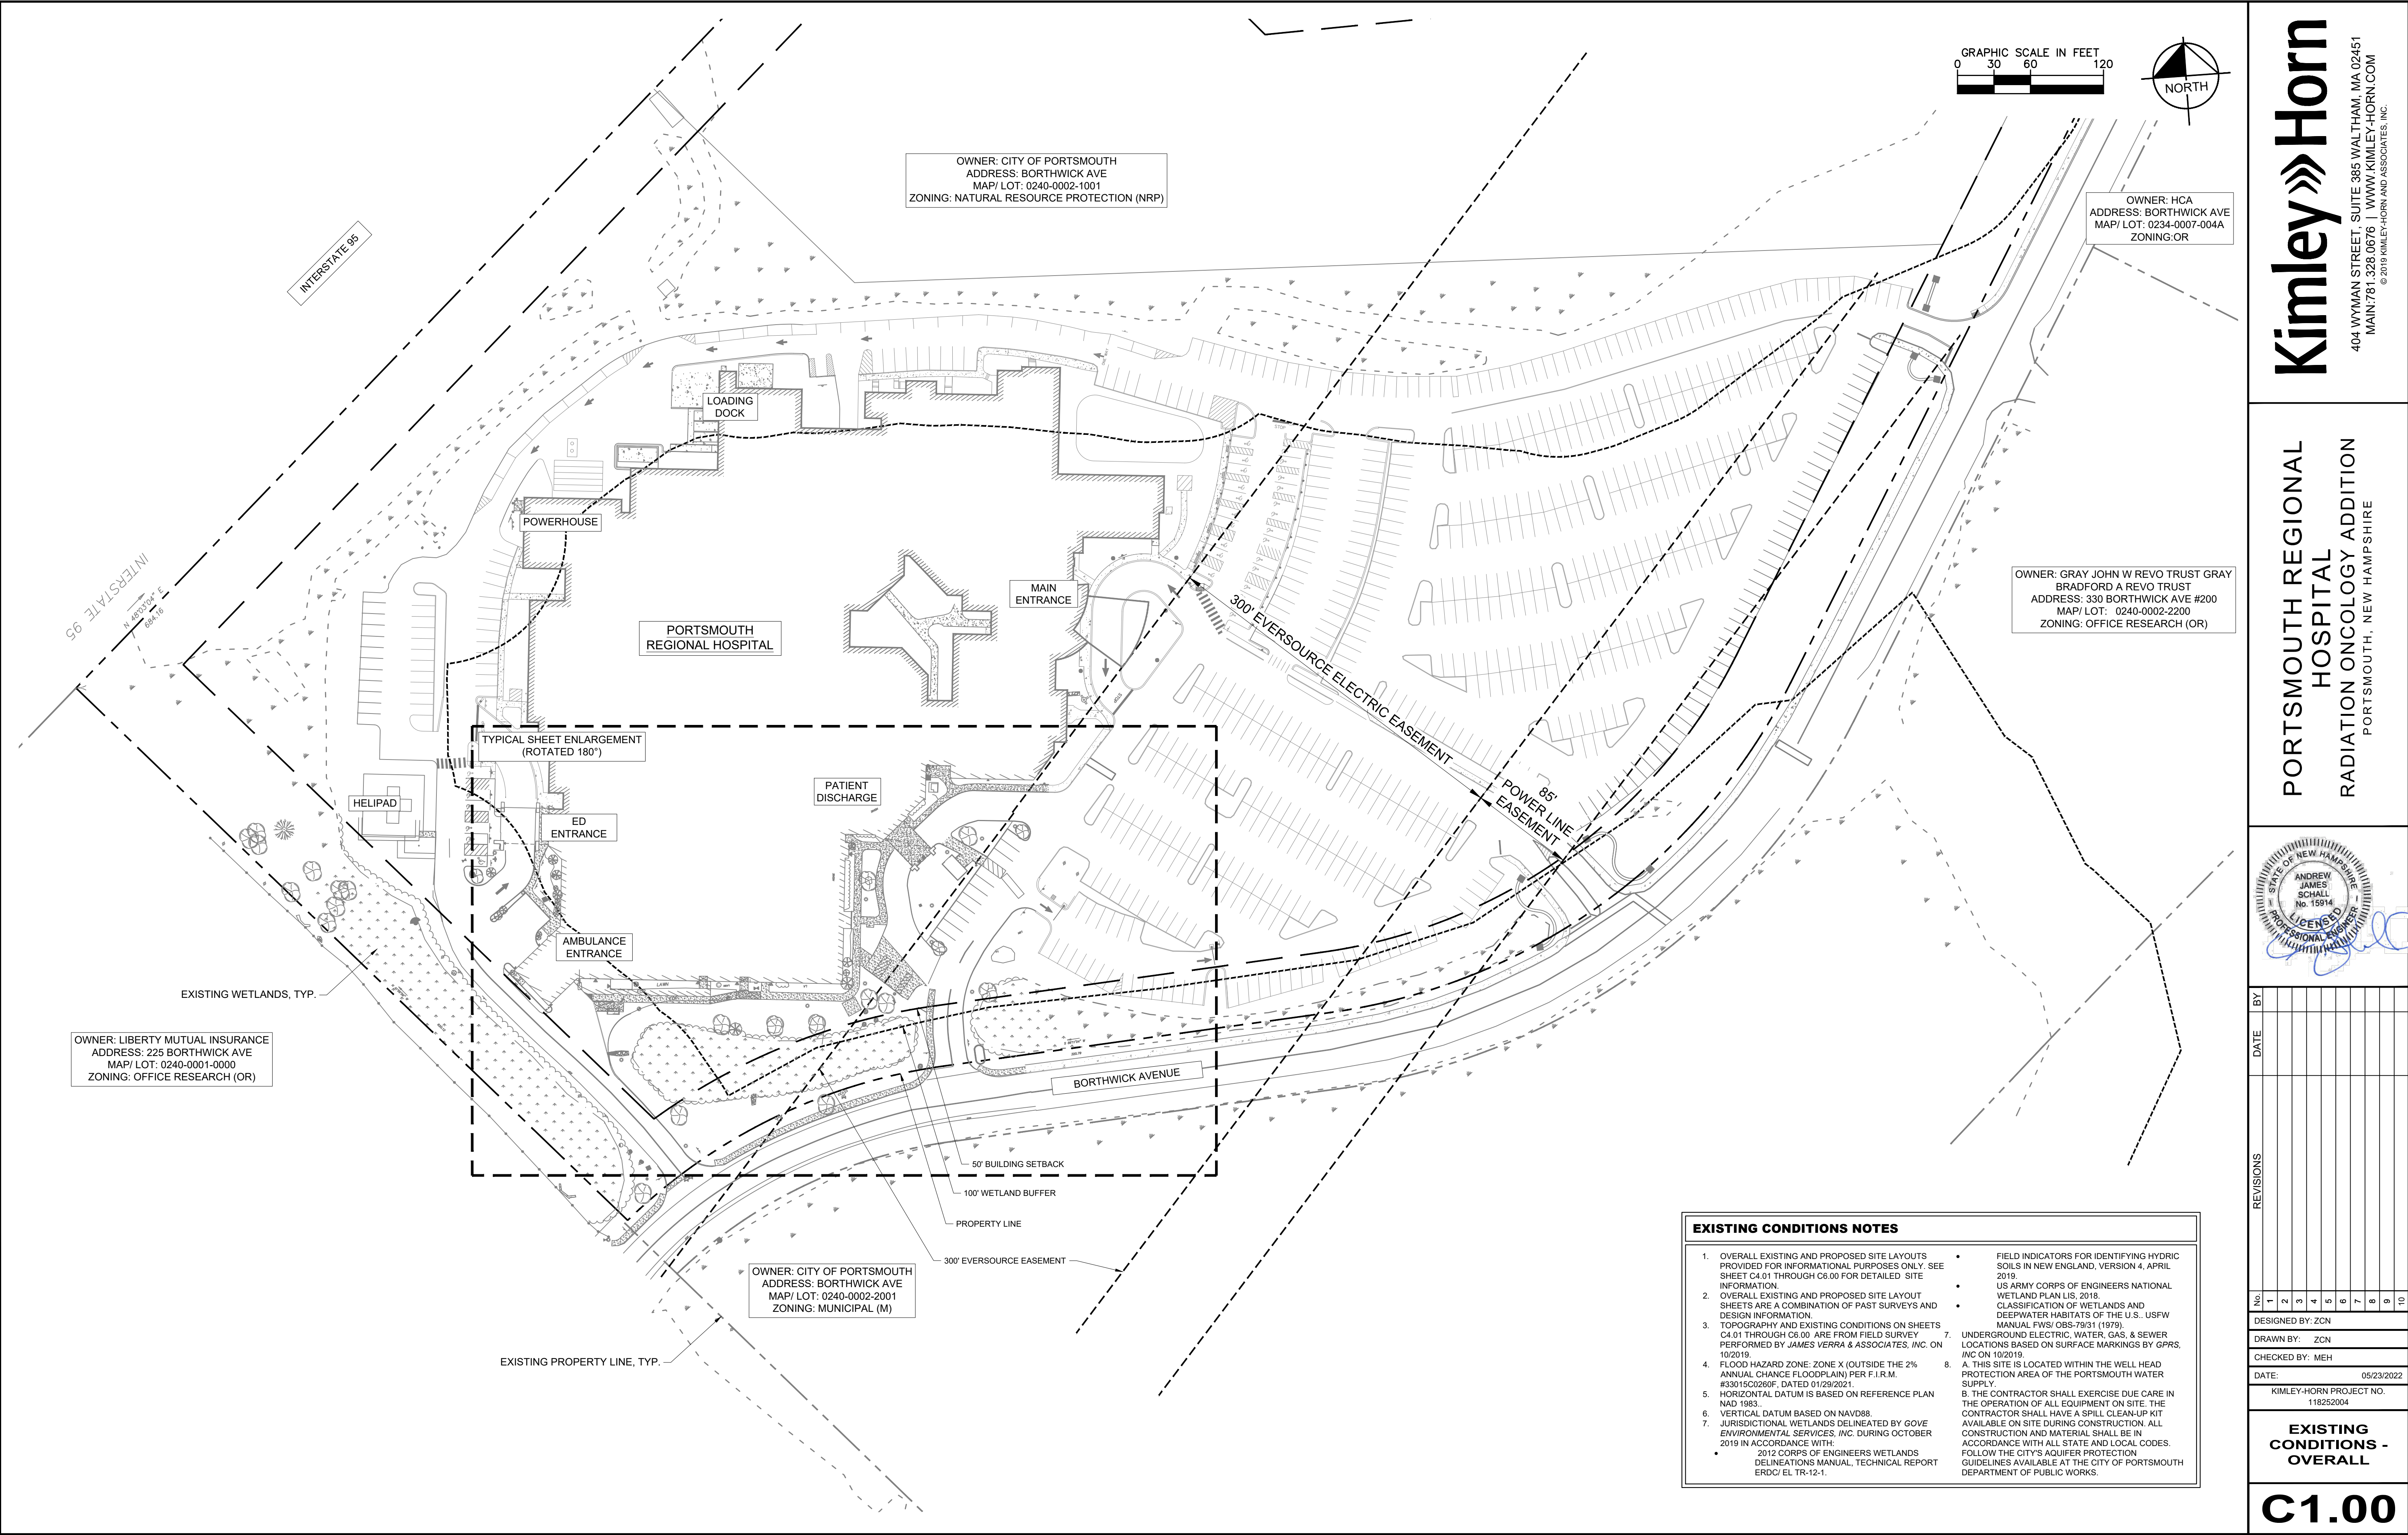 GRAPHIC SCALE IN FEET
0 30 60 120
NORTH
OWNER: CITY OF PORTSMOUTH
ADDRESS: BORTHWICK AVE
MAP/ LOT: 0240-0002-1001
ZONING: NATURAL RESOURCE PROTECTION (NRP)
OWNER: HCA
ADDRESS: BORTHWICK AVE
MAP/ LOT: 0234-0007-004A
ZONING:OR
INTERSTATE 95
INTERSTATE 95
N 48°03'04" E
684.16
LOADING
DOCK
POWERHOUSE
STOP
MAIN
ENTRANCE
PORTSMOUTH
REGIONAL HOSPITAL
STOP
300' EVERSOURCE ELECTRIC EASEMENT
85'
POWER LINE
EASEMENT
OWNER: GRAY JOHN W REVO TRUST GRAY
BRADFORD A REVO TRUST
ADDRESS: 330 BORTHWICK AVE #200
MAP/ LOT: 0240-0002-2200
ZONING: OFFICE RESEARCH (OR)
TYPICAL SHEET ENLARGEMENT
(ROTATED 180°)
PATIENT
DISCHARGE
HELIPAD
ED
ENTRANCE
AMBULANCE
ENTRANCE
LAWN
EXISTING WETLANDS, TYP.
OWNER: LIBERTY MUTUAL INSURANCE
ADDRESS: 225 BORTHWICK AVE
MAP/ LOT: 0240-0001-0000
ZONING: OFFICE RESEARCH (OR)
BORTHWICK AVENUE
50' BUILDING SETBACK
100' WETLAND BUFFER
PROPERTY LINE
300' EVERSOURCE EASEMENT
OWNER: CITY OF PORTSMOUTH
ADDRESS: BORTHWICK AVE
MAP/ LOT: 0240-0002-2001
ZONING: MUNICIPAL (M)
EXISTING PROPERTY LINE, TYP.
EXISTING CONDITIONS NOTES
1. OVERALL EXISTING AND PROPOSED SITE LAYOUTS
PROVIDED FOR INFORMATIONAL PURPOSES ONLY. SEE
SHEET C4.01 THROUGH C6.00 FOR DETAILED SITE
INFORMATION.
2. OVERALL EXISTING AND PROPOSED SITE LAYOUT
SHEETS ARE A COMBINATION OF PAST SURVEYS AND
DESIGN INFORMATION.
3. TOPOGRAPHY AND EXISTING CONDITIONS ON SHEETS
C4.01 THROUGH C6.00 ARE FROM FIELD SURVEY
PERFORMED BY JAMES VERRA & ASSOCIATES, INC. ON
10/2019.
4. FLOOD HAZARD ZONE: ZONE X (OUTSIDE THE 2%
ANNUAL CHANCE FLOODPLAIN) PER F.I.R.M.
#33015C0260F, DATED 01/29/2021.
5. HORIZONTAL DATUM IS BASED ON REFERENCE PLAN
NAD 1983..
6. VERTICAL DATUM BASED ON NAVD88.
7. JURISDICTIONAL WETLANDS DELINEATED BY GOVE
ENVIRONMENTAL SERVICES, INC. DURING OCTOBER
2019 IN ACCORDANCE WITH:
• 2012 CORPS OF ENGINEERS WETLANDS
DELINEATIONS MANUAL, TECHNICAL REPORT
ERDC/ EL TR-12-1.
• FIELD INDICATORS FOR IDENTIFYING HYDRIC
SOILS IN NEW ENGLAND, VERSION 4, APRIL
2019.
• US ARMY CORPS OF ENGINEERS NATIONAL
WETLAND PLAN LIS, 2018.
• CLASSIFICATION OF WETLANDS AND
DEEPWATER HABITATS OF THE U.S.. USFW
MANUAL FWS/ OBS-79/31 (1979).
7. UNDERGROUND ELECTRIC, WATER, GAS, & SEWER
LOCATIONS BASED ON SURFACE MARKINGS BY GPRS,
INC ON 10/2019.
8. A. THIS SITE IS LOCATED WITHIN THE WELL HEAD
PROTECTION AREA OF THE PORTSMOUTH WATER
SUPPLY.
B. THE CONTRACTOR SHALL EXERCISE DUE CARE IN
THE OPERATION OF ALL EQUIPMENT ON SITE. THE
CONTRACTOR SHALL HAVE A SPILL CLEAN-UP KIT
AVAILABLE ON SITE DURING CONSTRUCTION. ALL
CONSTRUCTION AND MATERIAL SHALL BE IN
ACCORDANCE WITH ALL STATE AND LOCAL CODES.
FOLLOW THE CITY'S AQUIFER PROTECTION
GUIDELINES AVAILABLE AT THE CITY OF PORTSMOUTH
DEPARTMENT OF PUBLIC WORKS.
Kimley»Horn
404 WYMAN STREET, SUITE 385 WALTHAM, MA 02451
MAIN:781.328.0676 | WWW.KIMLEY-HORN.COM
© 2019 KIMLEY-HORN AND ASSOCIATES, INC.
PORTSMOUTH REGIONAL
HOSPITAL
RADIATION ONCOLOGY ADDITION
PORTSMOUTH, NEW HAMPSHIRE
STATE OF NEW HAMPSHIRE
ANDREW
JAMES
SCHALL
No. 15914
LICENSED
PROFESSIONAL ENGINEER
No. REVISIONS DATE BY
1
2
3
4
5
6
7
8
9
10
DESIGNED BY: ZCN
DRAWN BY: ZCN
CHECKED BY: MEH
DATE: 05/23/2022
KIMLEY-HORN PROJECT NO.
118252004
EXISTING
CONDITIONS -
OVERALL
C1.00